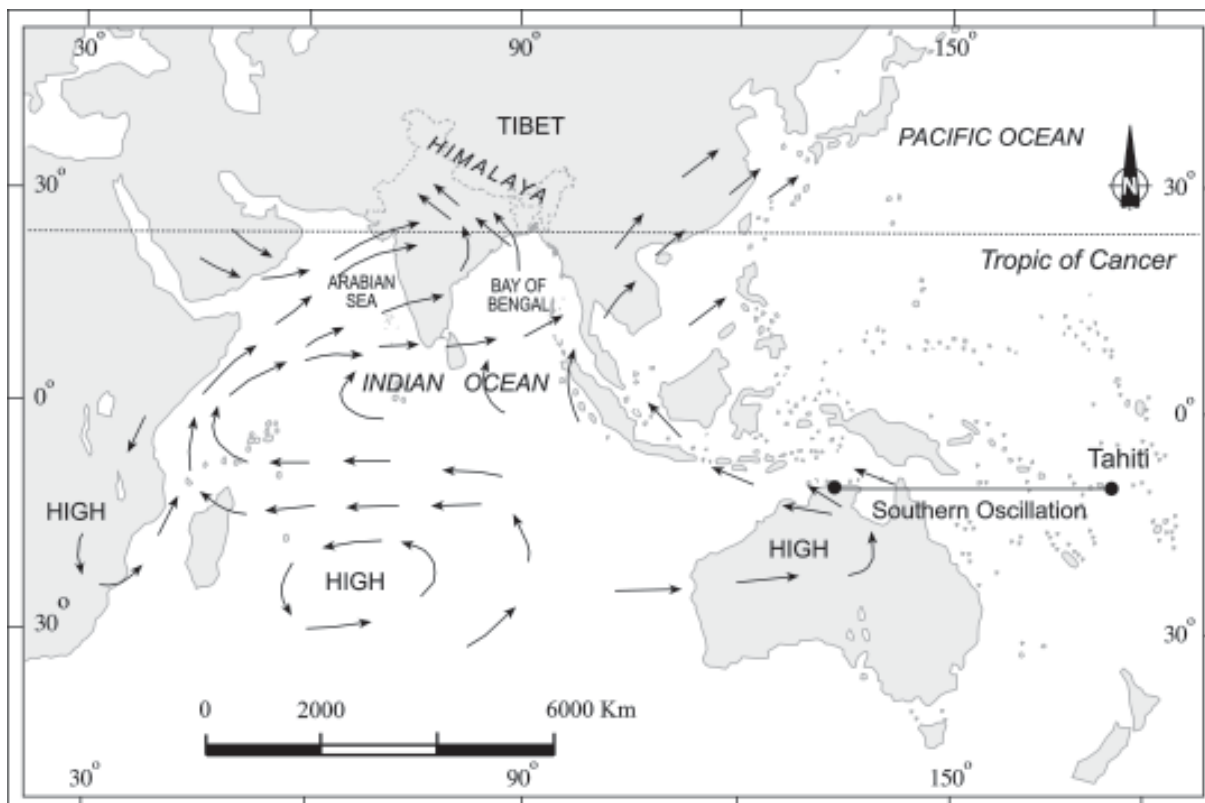 30°
90°
150°
TIBET
HIMALAYA
PACIFIC OCEAN
N
30°
30°
Tropic of Cancer
ARABIAN
SEA
BAY OF
BENGAL
INDIAN OCEAN
0°
0°
Tahiti
HIGH
Southern Oscillation
HIGH
HIGH
30°
30°
0
2000
6000 Km
30°
90°
150°